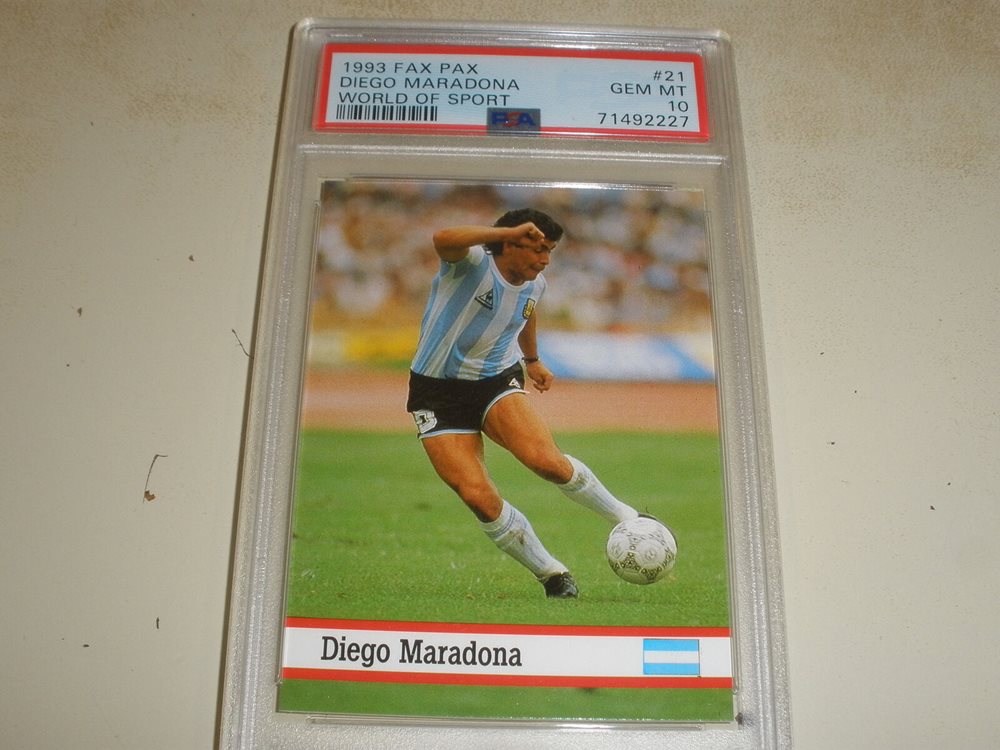 1993 FAX PAX
#21
DIEGO MARADONA
GEM MT
WORLD OF SPORT
10
PSA
71492227
Diego Maradona